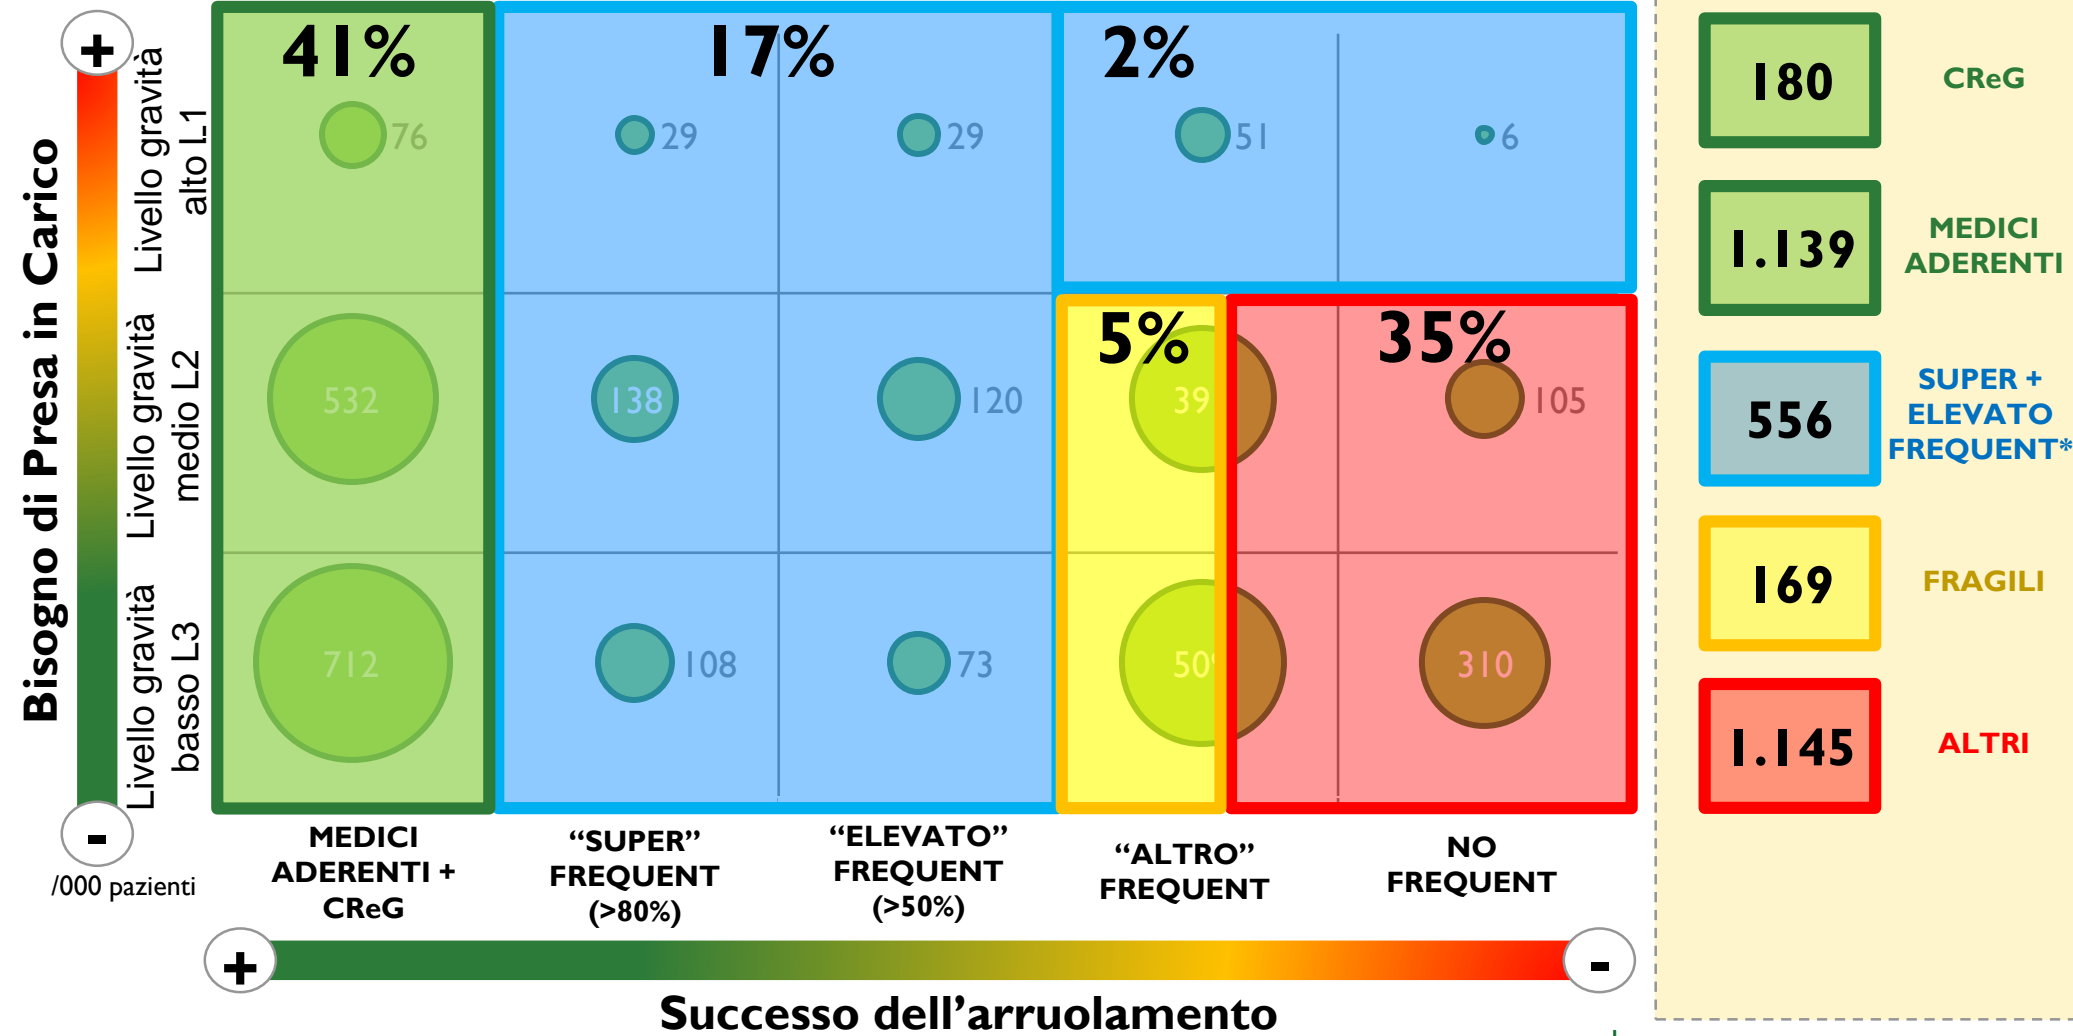 41%
17%
2%
76
29
29
51
6
5%
35%
532
138
120
39
105
712
108
73
50
310
+
Bisogno di Presa in Carico
Livello gravità
alto L1
Livello gravità
medio L2
Livello gravità
basso L3
-
/000 pazienti
MEDICI
ADERENTI +
CReG
“SUPER”
FREQUENT
(>80%)
“ELEVATO”
FREQUENT
(>50%)
“ALTRO”
FREQUENT
NO
FREQUENT
+
-
Successo dell’arruolamento
180
CReG
1.139
MEDICI
ADERENTI
556
SUPER +
ELEVATO
FREQUENT*
169
FRAGILI
1.145
ALTRI